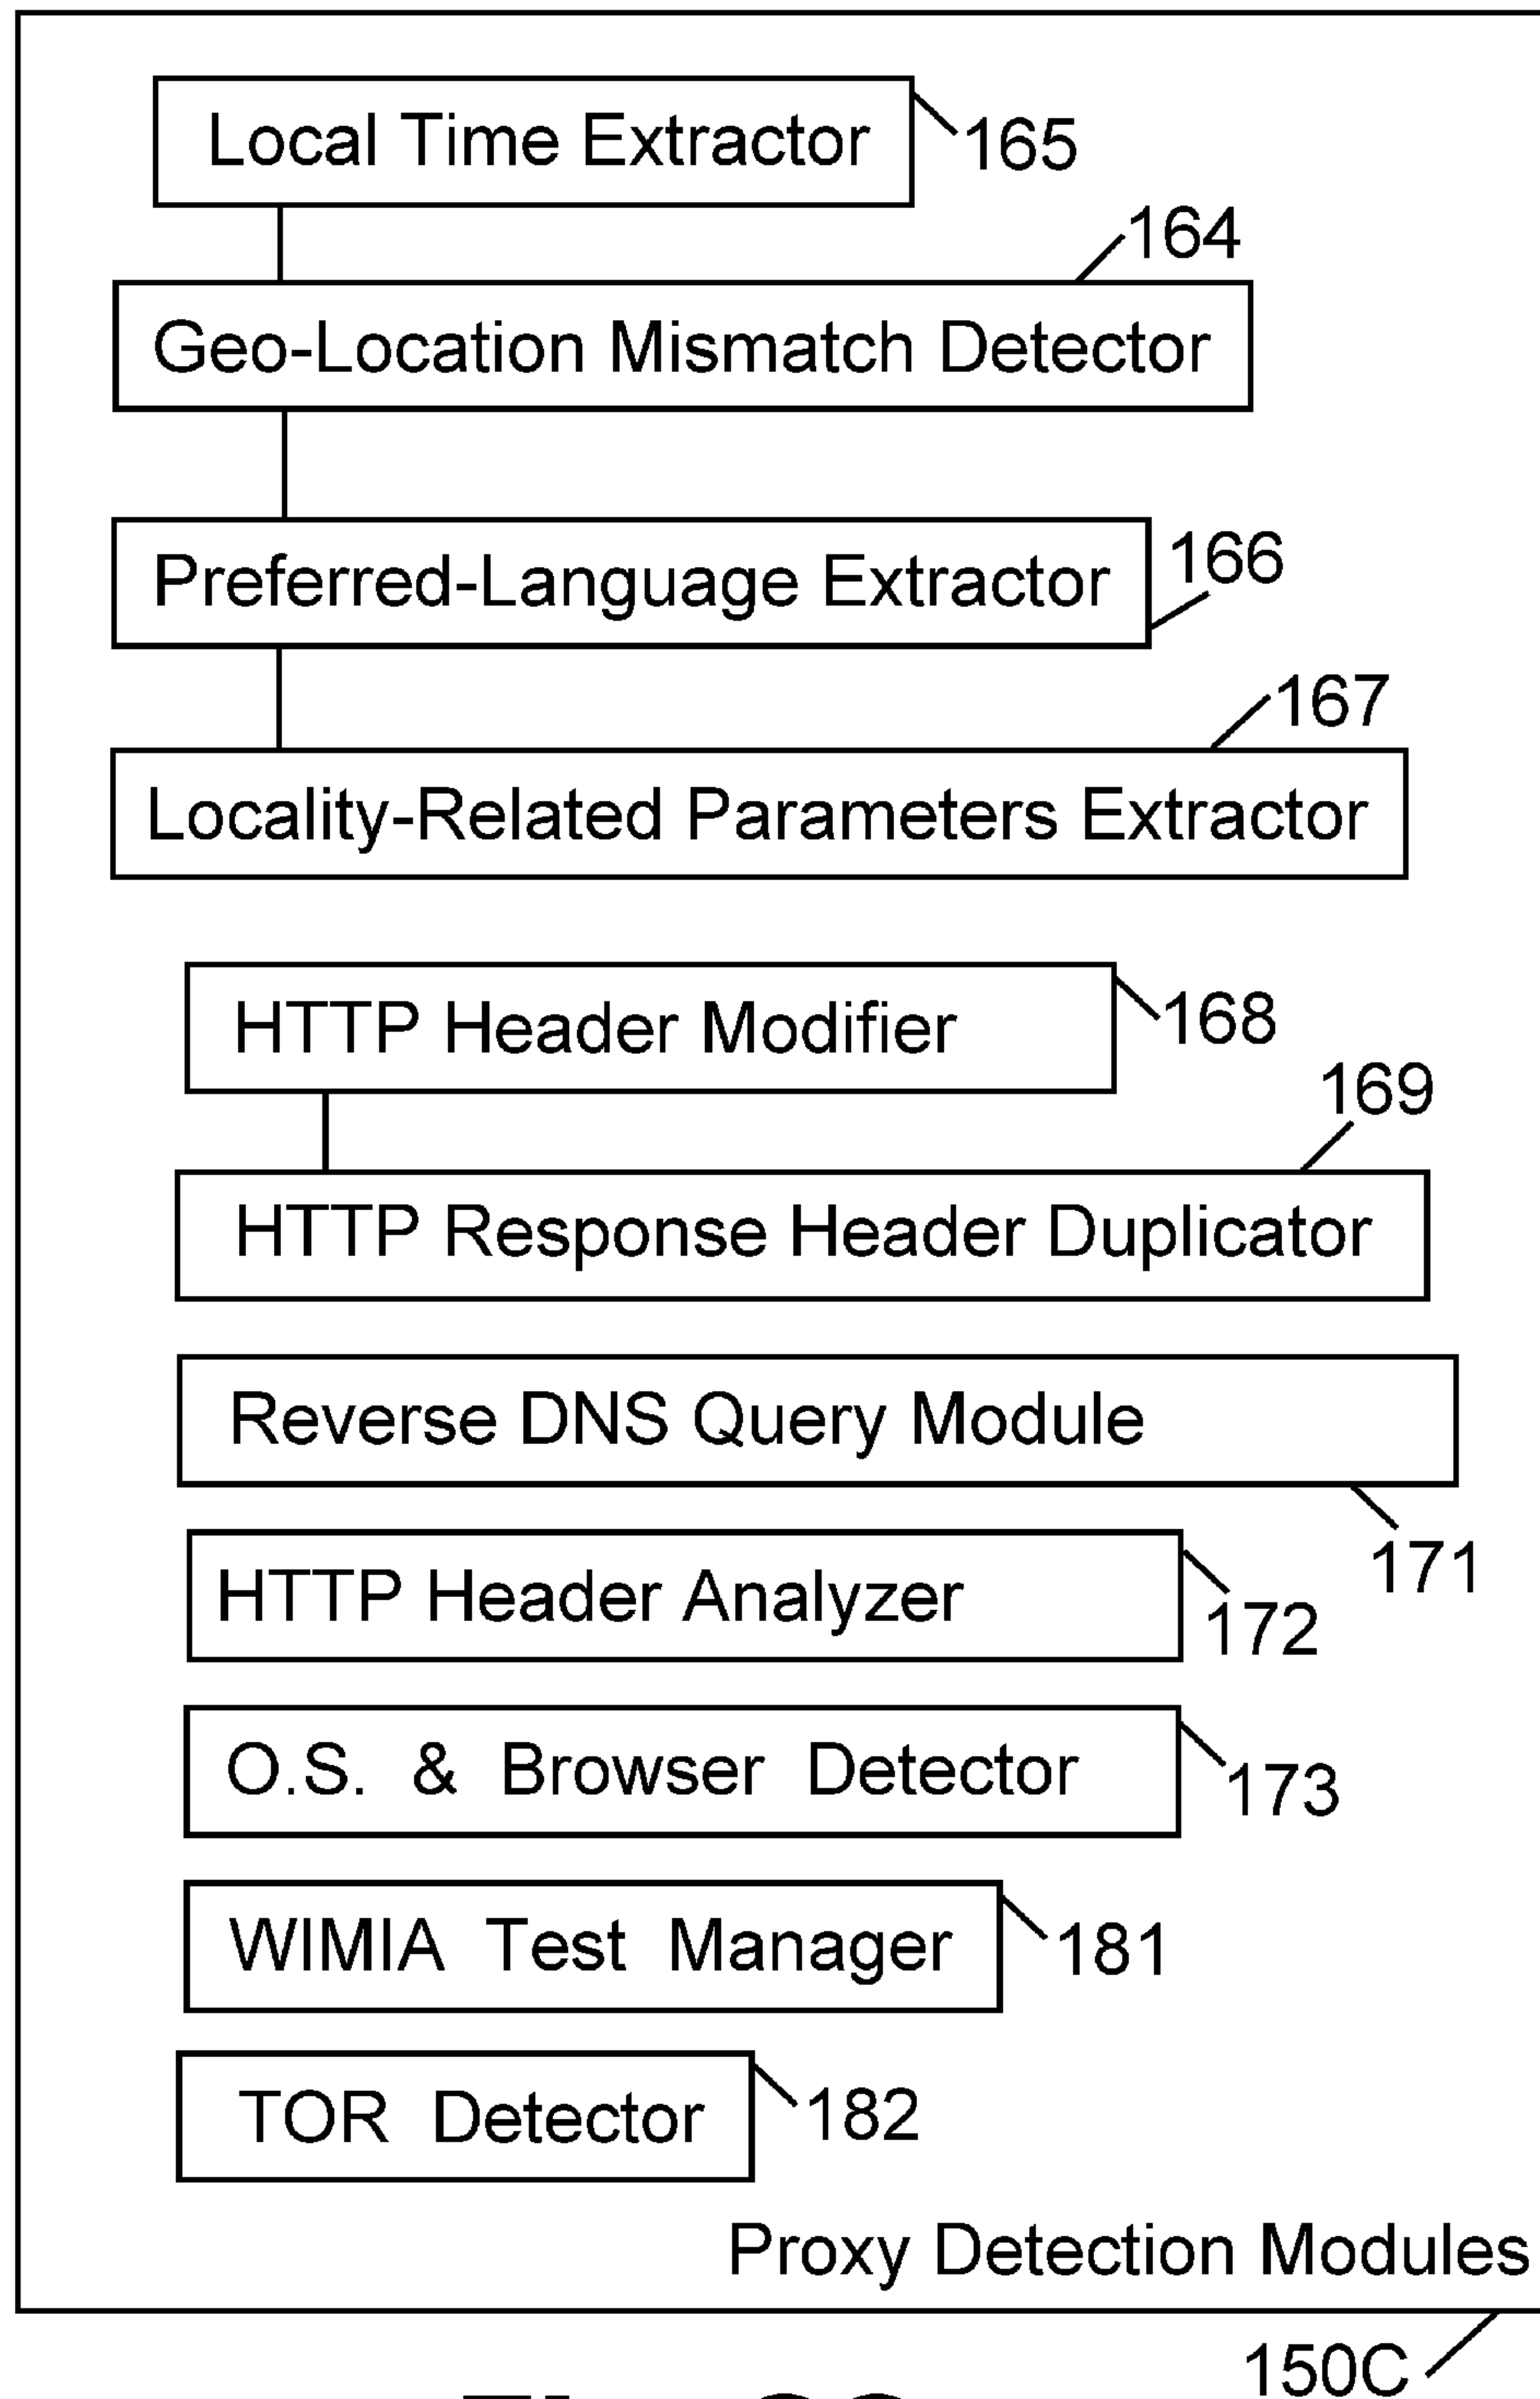 Local Time Extractor
165
164
Geo-Location Mismatch Detector
Preferred-Language Extractor
166
167
Locality-Related Parameters Extractor
HTTP Header Modifier
168
169
HTTP Response Header Duplicator
Reverse DNS Query Module
171
HTTP Header Analyzer
172
O.S. & Browser Detector
173
WIMIA Test Manager
181
TOR Detector
182
Proxy Detection Modules
150C